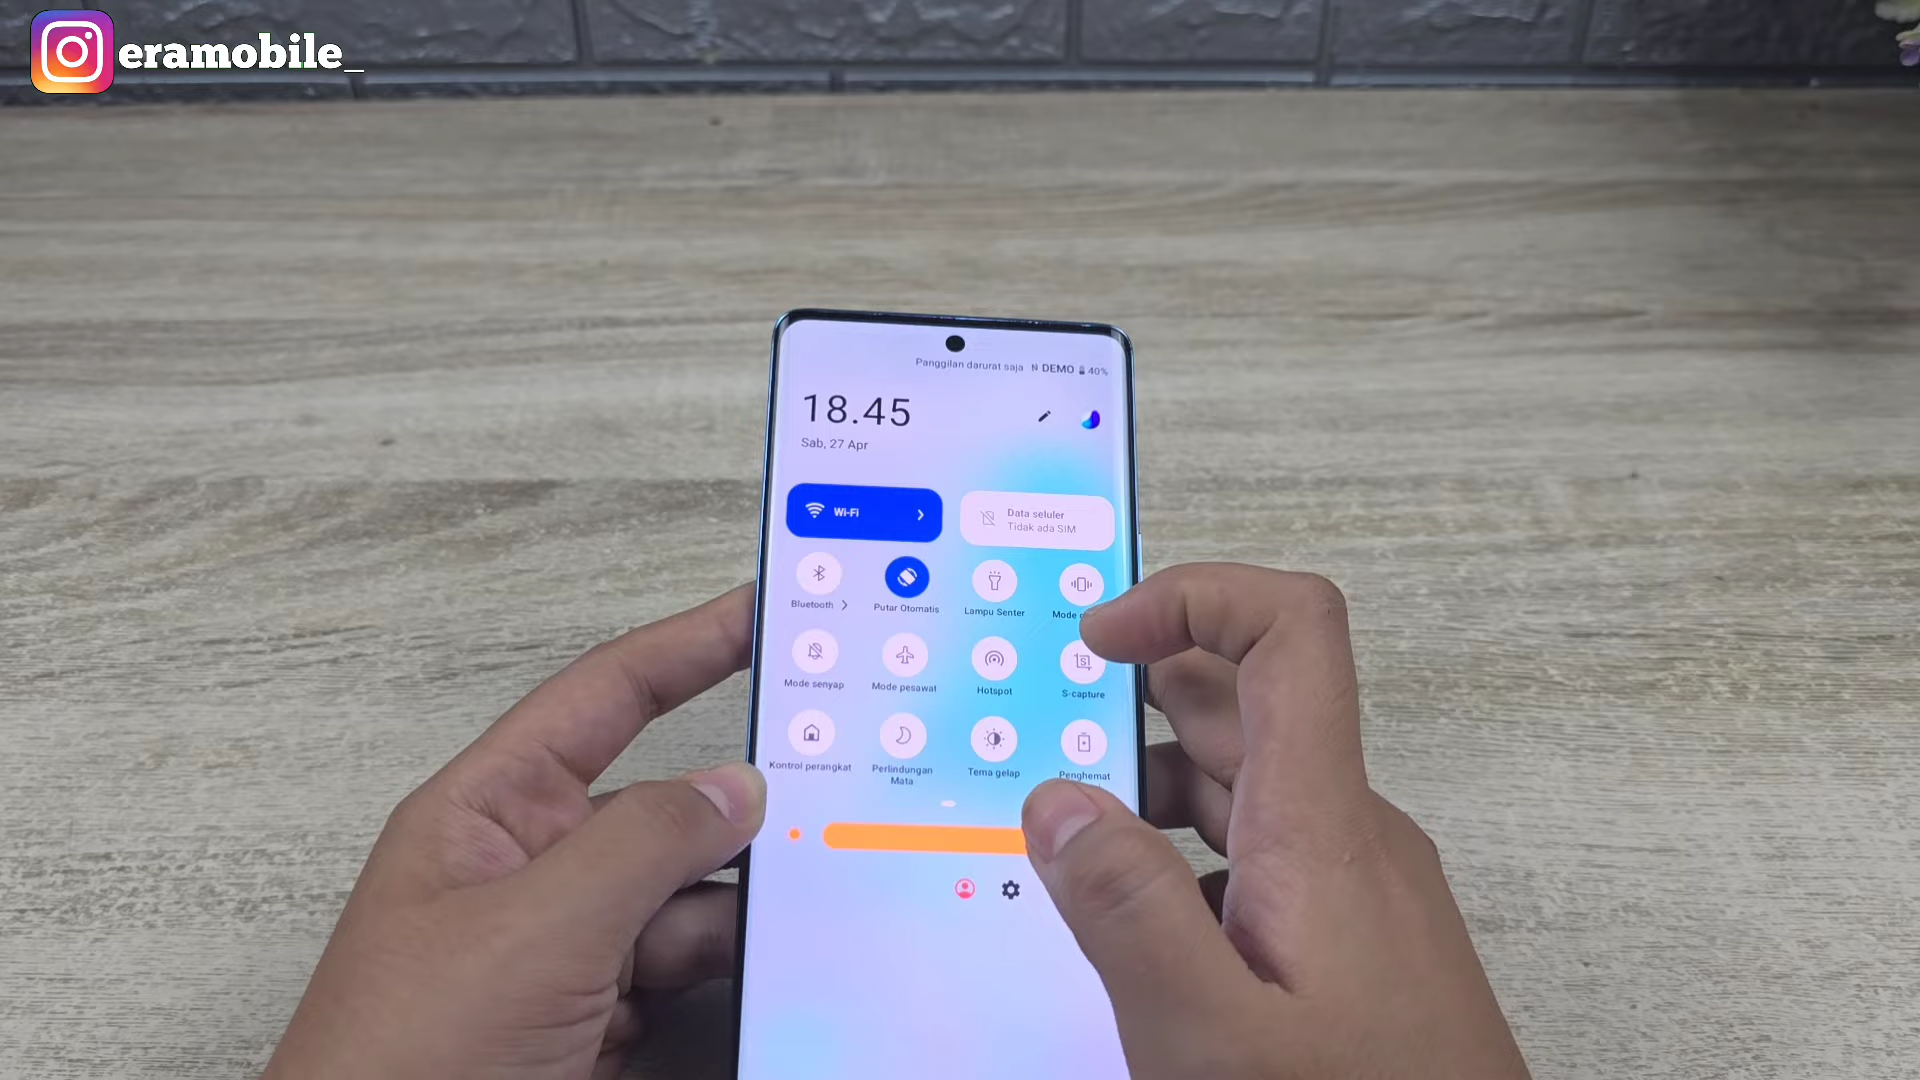 eramobile_
Panggilan darurat saja DEMO 40%
18.45
Sab, 27 Apr
Wi-Fi
Data seluler
Tidak ada SIM
Bluetooth
Putar Otomatis
Lampu Senter
Mode
Mode senyap
Mode pesawat
Hotspot
S-capture
Kontrol perangkat
Perlindungan
Mata
Tema gelap
Penghemat